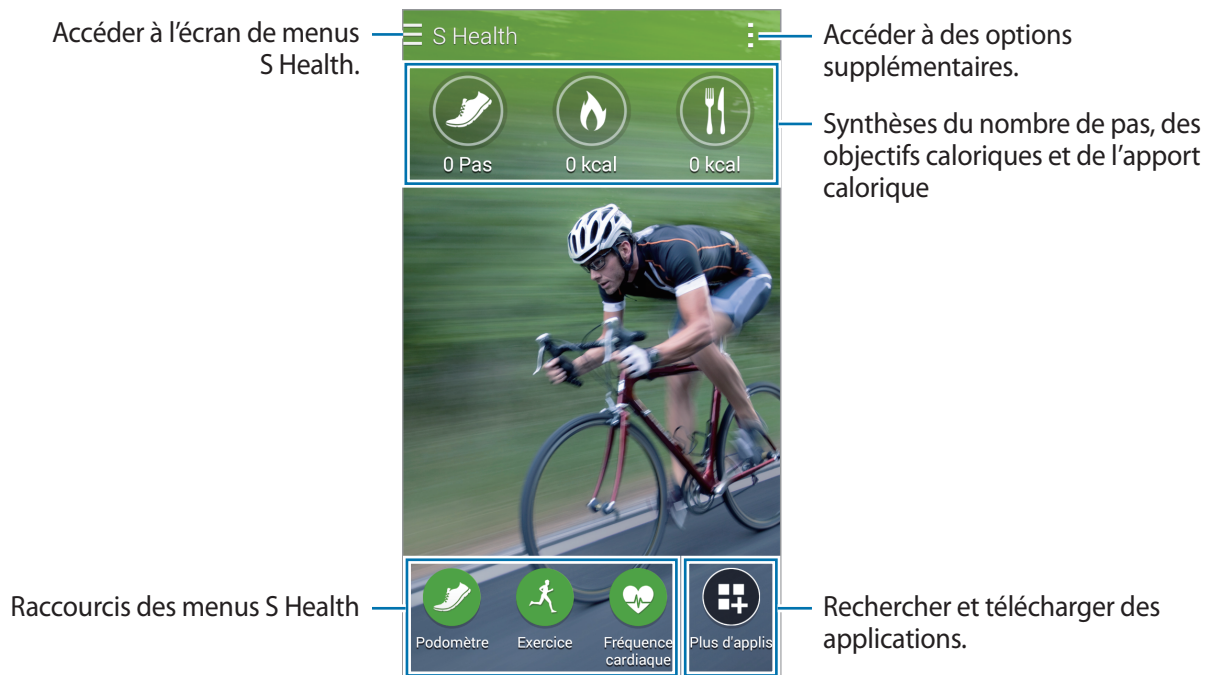 Accéder à l’écran de menus
S Health.
S Health
Accéder à des options
supplémentaires.
0 Pas
0 kcal
0 kcal
Synthèses du nombre de pas, des
objectifs caloriques et de l’apport
calorique
Raccourcis des menus S Health
Podomètre
Exercice
Fréquence
cardiaque
Plus d'applis
Rechercher et télécharger des
applications.